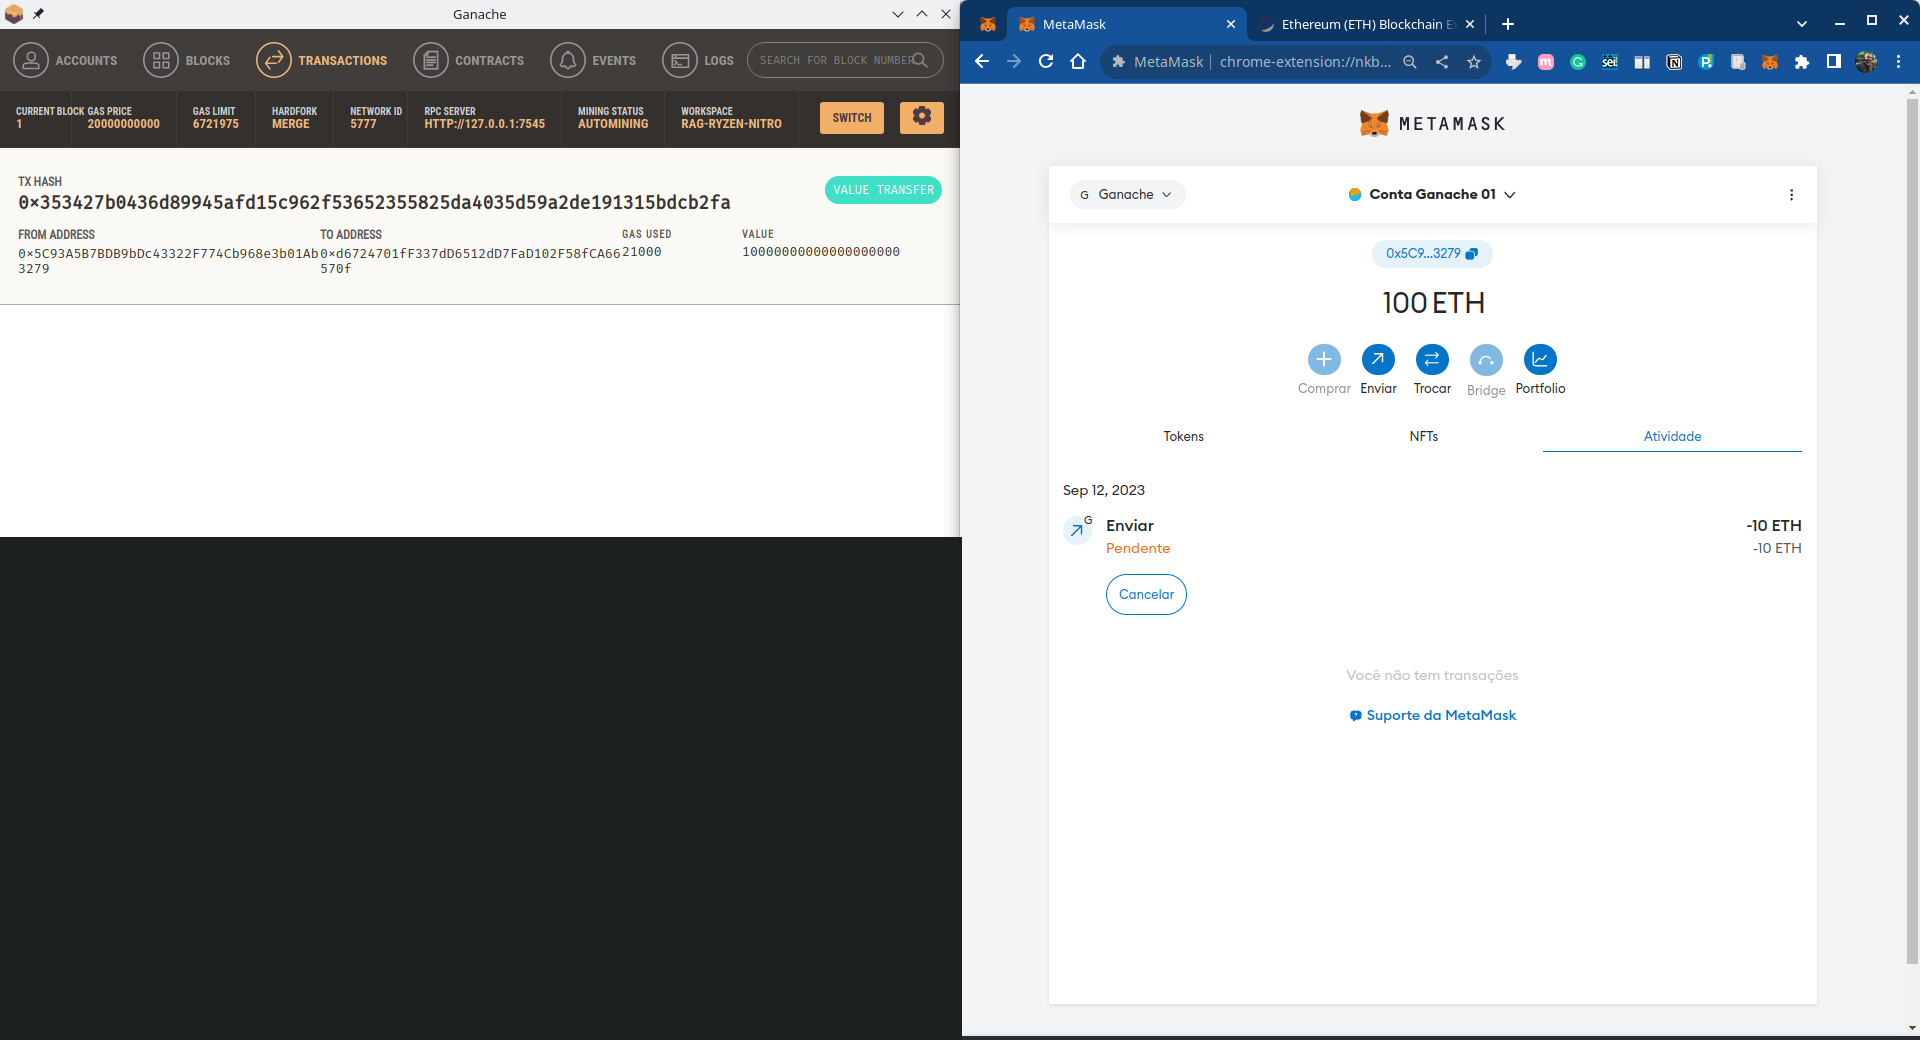 Ganache
ACCOUNTS BLOCKS TRANSACTIONS CONTRACTS EVENTS LOGS SEARCH FOR BLOCK NUMBER
CURRENT BLOCK GAS PRICE GAS LIMIT HARDFORK NETWORK ID RPC SERVER MINING STATUS WORKSPACE
1 20000000000 6721975 MERGE 5777 HTTP://127.0.0.1:7545 AUTOMINING RAG-RYZEN-NITRO
SWITCH
TX HASH
0×353427b0436d89945afd15c962f53652355825da4035d59a2de191315bdcb2fa
VALUE TRANSFER
FROM ADDRESS
0×5C93A5B7BDB9bDc43322F774Cb968e3b01Ab
3279
TO ADDRESS
0×d6724701fF337dD6512dD7FaD102F58fCA66
570f
GAS USED
21000
VALUE
10000000000000000000
MetaMask
Ethereum (ETH) Blockchain E
MetaMask chrome-extension://nkb...
METAMASK
G Ganache
Conta Ganache 01
0x5C9...3279
100 ETH
Comprar Enviar Trocar Bridge Portfolio
Tokens NFTs Atividade
Sep 12, 2023
G
Enviar -10 ETH
Pendente -10 ETH
Cancelar
Você não tem transações
Suporte da MetaMask